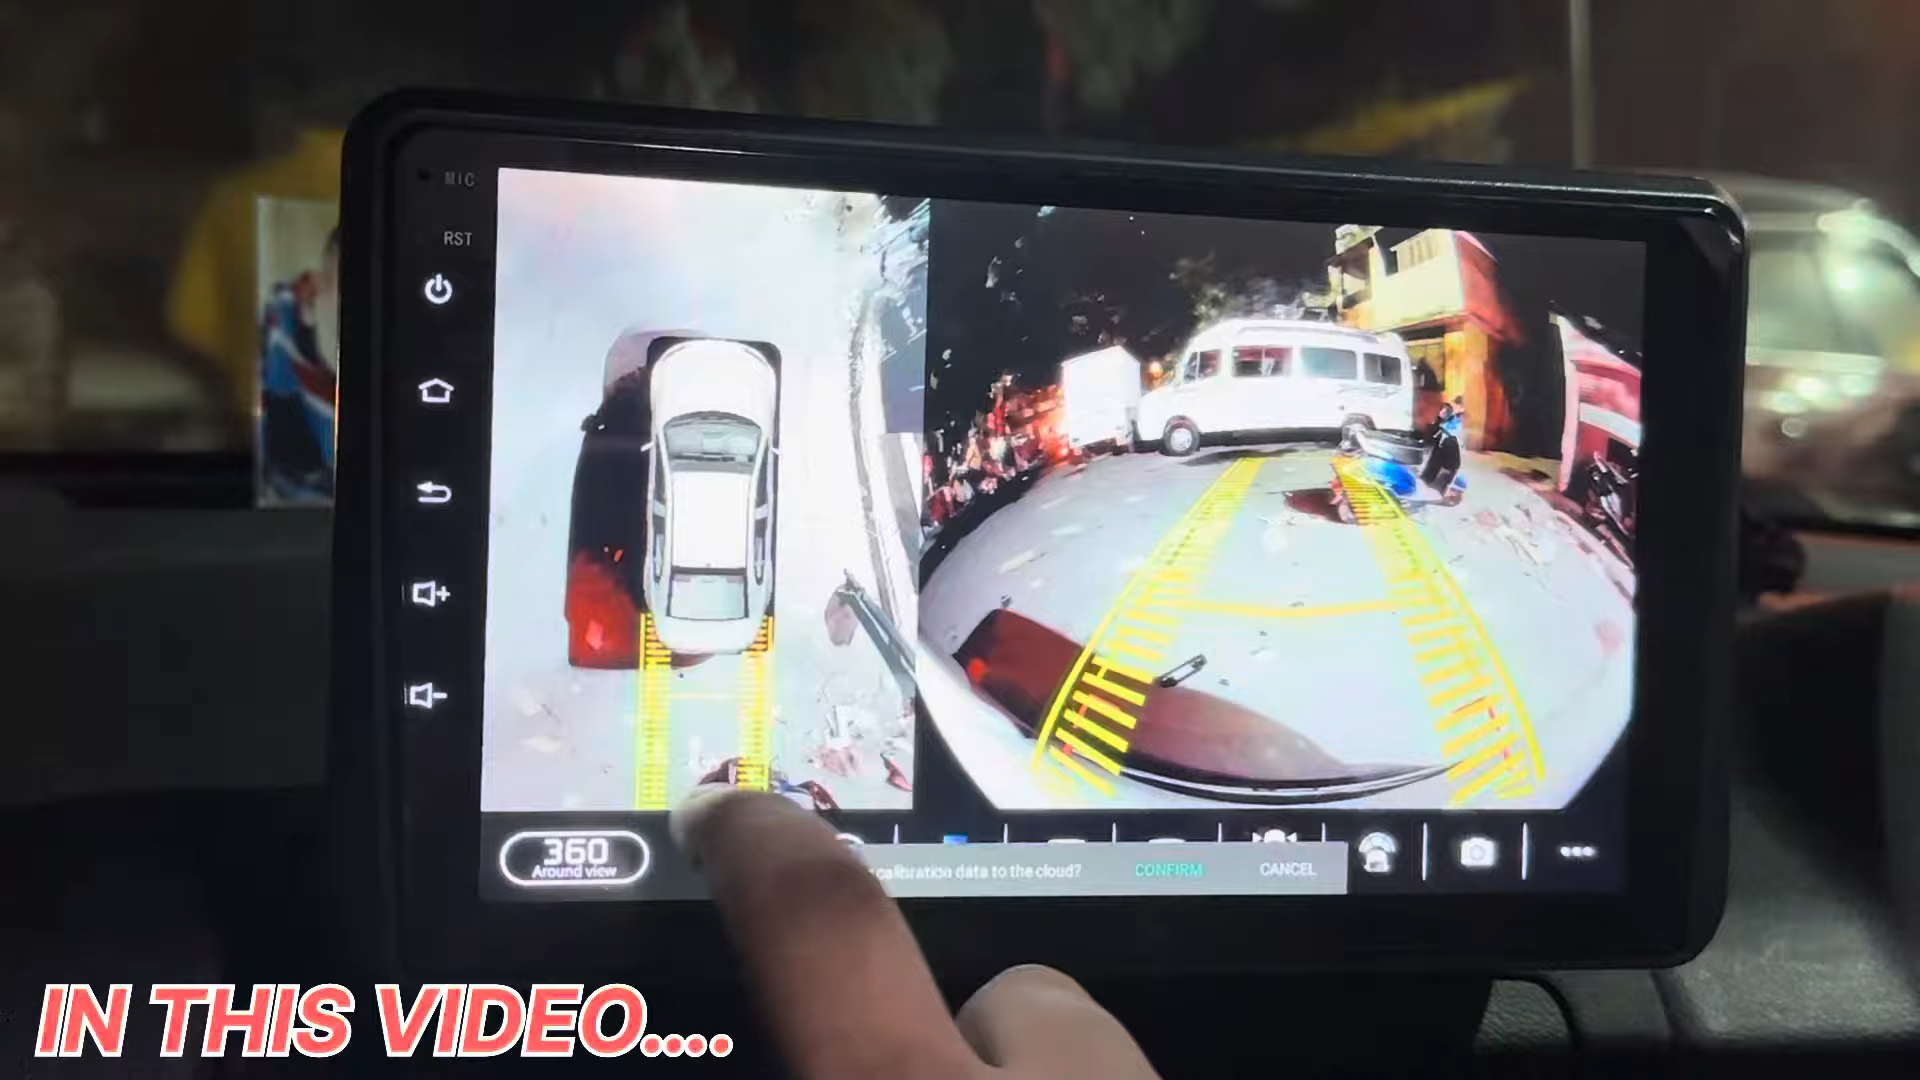 MIC
RST
360
Around view
calibration data to the cloud? CONFIRM CANCEL
IN THIS VIDEO....